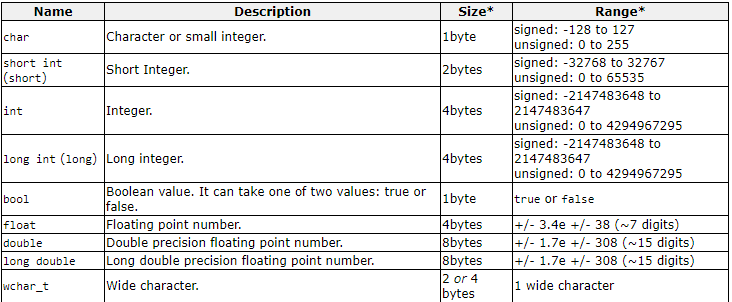 Name Description Size* Range*
char Character or small integer. 1byte signed: -128 to 127
unsigned: 0 to 255
short int (short) Short Integer. 2bytes signed: -32768 to 32767
unsigned: 0 to 65535
int Integer. 4bytes signed: -2147483648 to
2147483647
unsigned: 0 to 4294967295
long int (long) Long integer. 4bytes signed: -2147483648 to
2147483647
unsigned: 0 to 4294967295
bool Boolean value. It can take one of two values: true or
false. 1byte true or false
float Floating point number. 4bytes +/- 3.4e +/- 38 (~7 digits)
double Double precision floating point number. 8bytes +/- 1.7e +/- 308 (~15 digits)
long double Long double precision floating point number. 8bytes +/- 1.7e +/- 308 (~15 digits)
wchar_t Wide character. 2 or 4
bytes 1 wide character